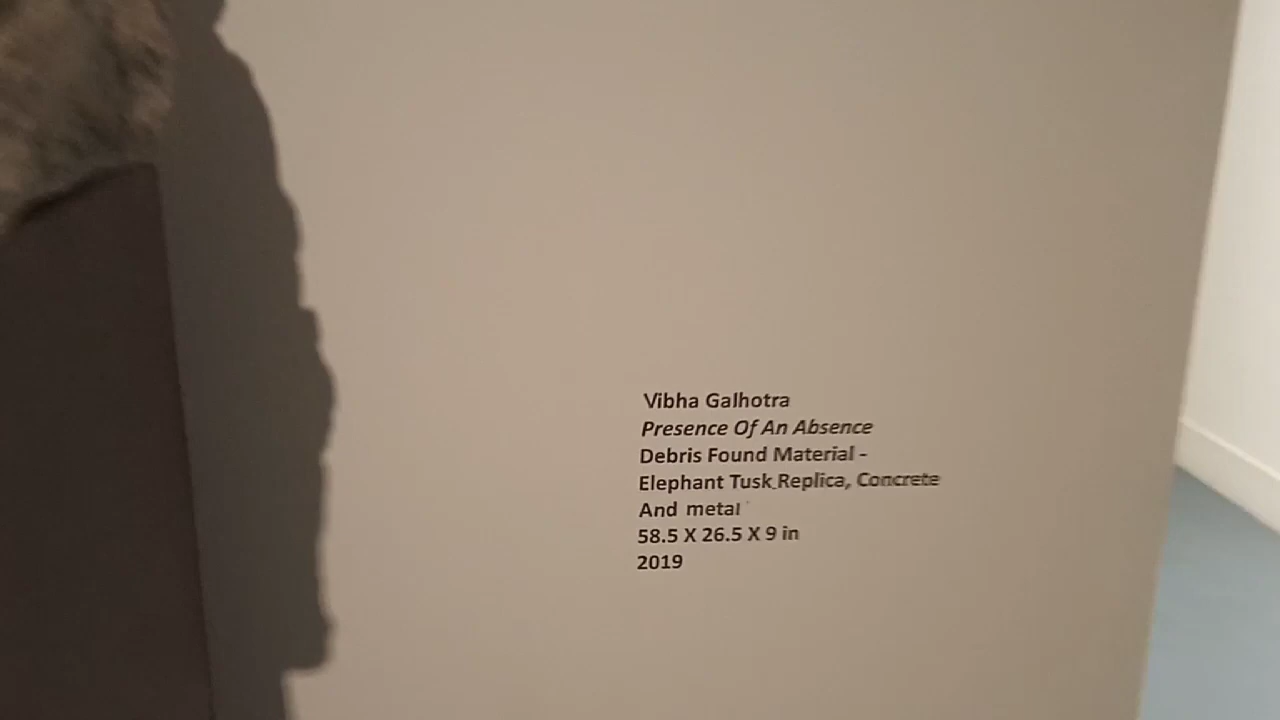 Vibha Galhotra
Presence Of An Absence
Debris Found Material -
Elephant Tusk Replica, Concrete
And metal
58.5 X 26.5 X 9 in
2019